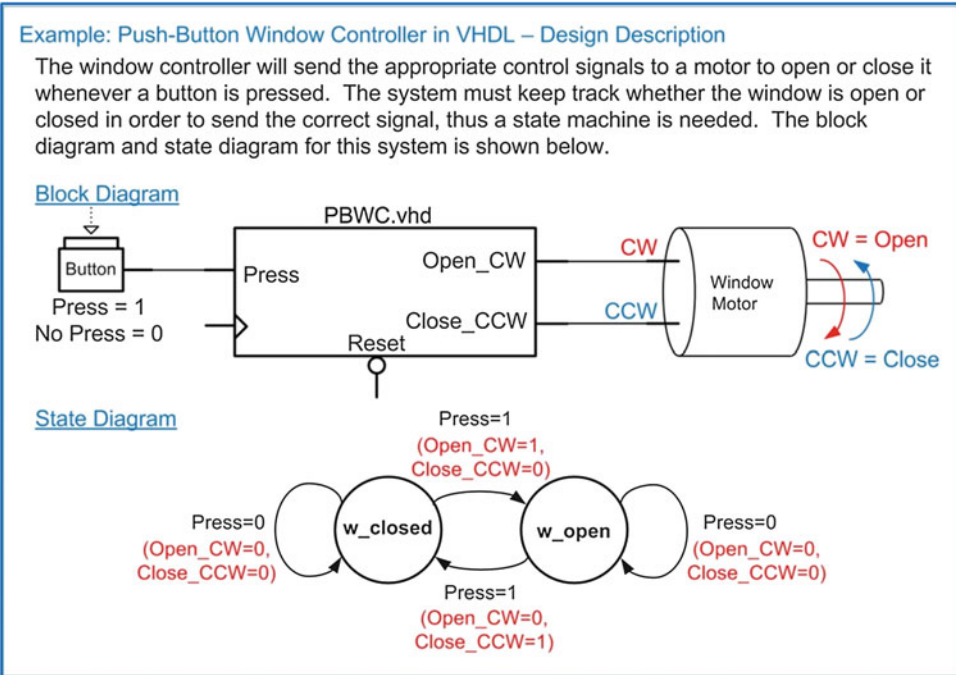 Example: Push-Button Window Controller in VHDL – Design Description
The window controller will send the appropriate control signals to a motor to open or close it
whenever a button is pressed. The system must keep track whether the window is open or
closed in order to send the correct signal, thus a state machine is needed. The block
diagram and state diagram for this system is shown below.
Block Diagram
PBWC.vhd
Button
Press = 1
No Press = 0
Press
Open_CW
Close_CCW
Reset
CW
CCW
Window
Motor
CW = Open
CCW = Close
State Diagram
Press=1
(Open_CW=1,
Close_CCW=0)
Press=0
(Open_CW=0,
Close_CCW=0)
w_closed
w_open
Press=0
(Open_CW=0,
Close_CCW=0)
Press=1
(Open_CW=0,
Close_CCW=1)